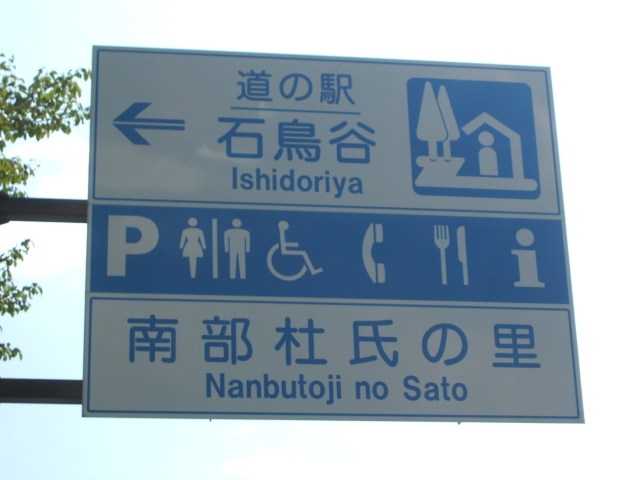 道の駅
石鳥谷
Ishidoriya
P
南部杜氏の里
Nanbutoji no Sato